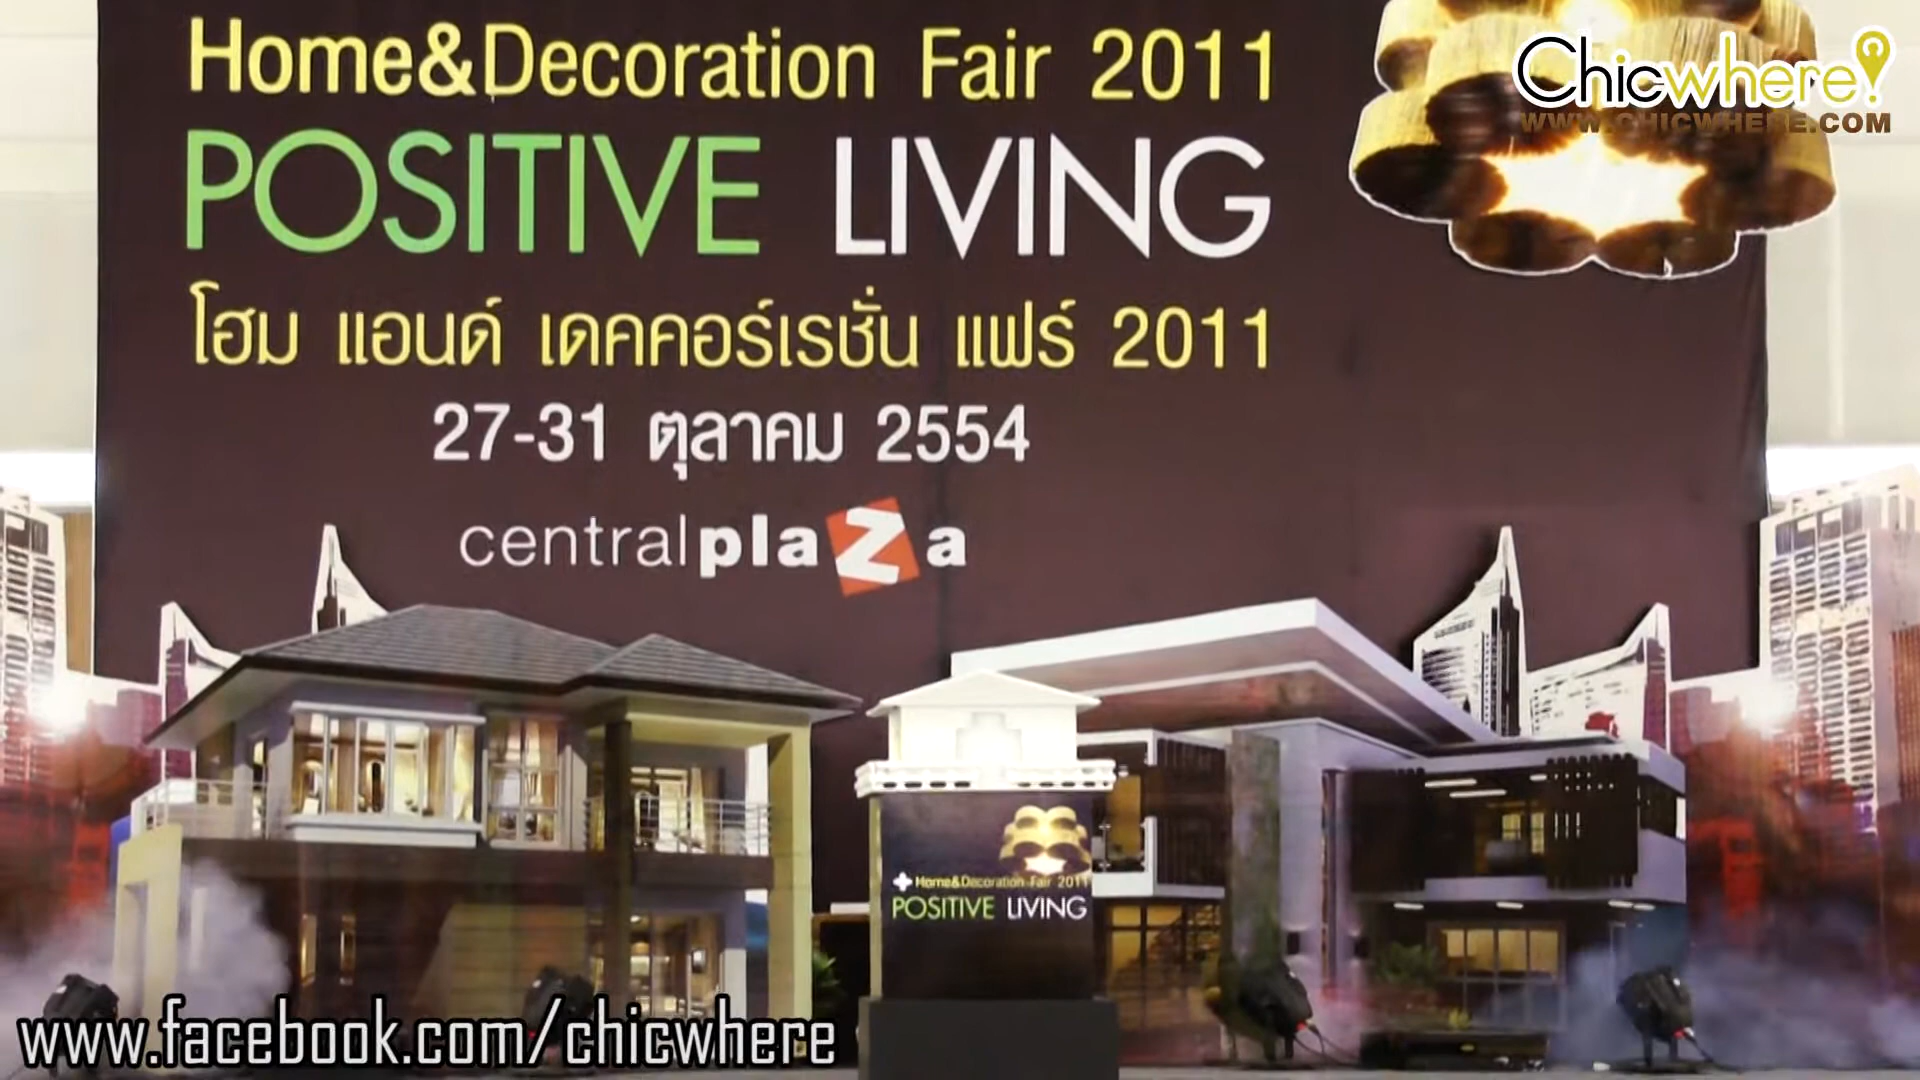 Home&Decoration Fair 2011
Chicwhere!
WWW.CHICWHERE.COM
POSITIVE LIVING
โฮม แอนด์ เดคคอร์เรชั่น แฟร์ 2011
27-31 ตุลาคม 2554
centralplaza
Home&Decoration Fair 2011
POSITIVE LIVING
www.facebook.com/chicwhere